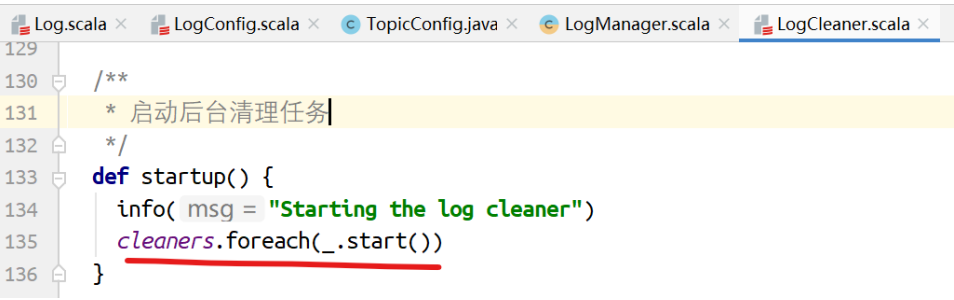 Log.scala × LogConfig.scala × C TopicConfig.java × C LogManager.scala × LogCleaner.scala ×
129
130 /**
131 * 启动后台清理任务
132 */
133 def startup() {
134 info( msg = "Starting the log cleaner")
135 cleaners.foreach(_.start())
136 }